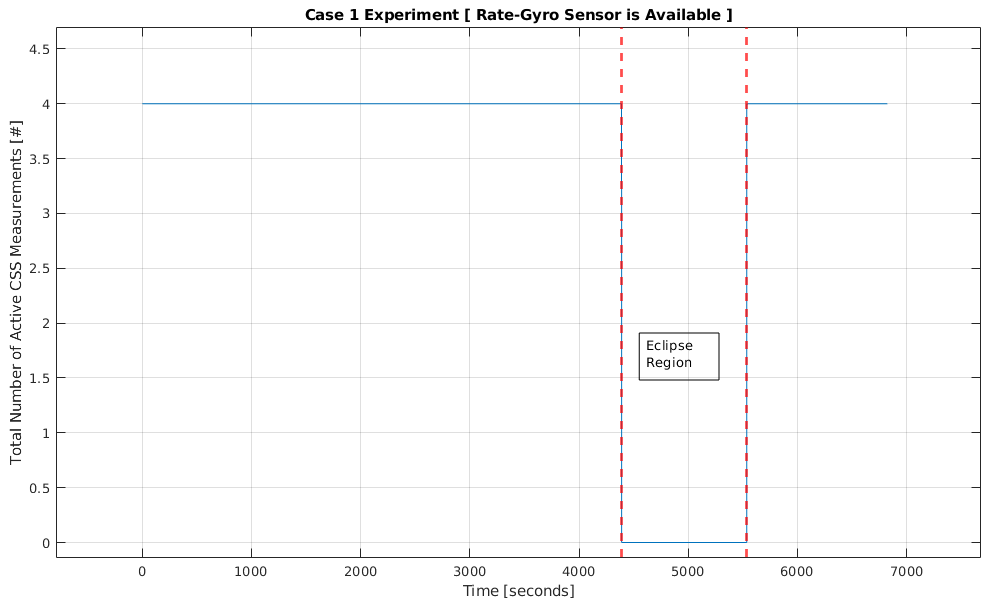 Case 1 Experiment [ Rate-Gyro Sensor is Available ]
Total Number of Active CSS Measurements [#]
4.5
4
3.5
3
2.5
2
1.5
1
0.5
0
Eclipse
Region
0 1000 2000 3000 4000 5000 6000 7000
Time [seconds]